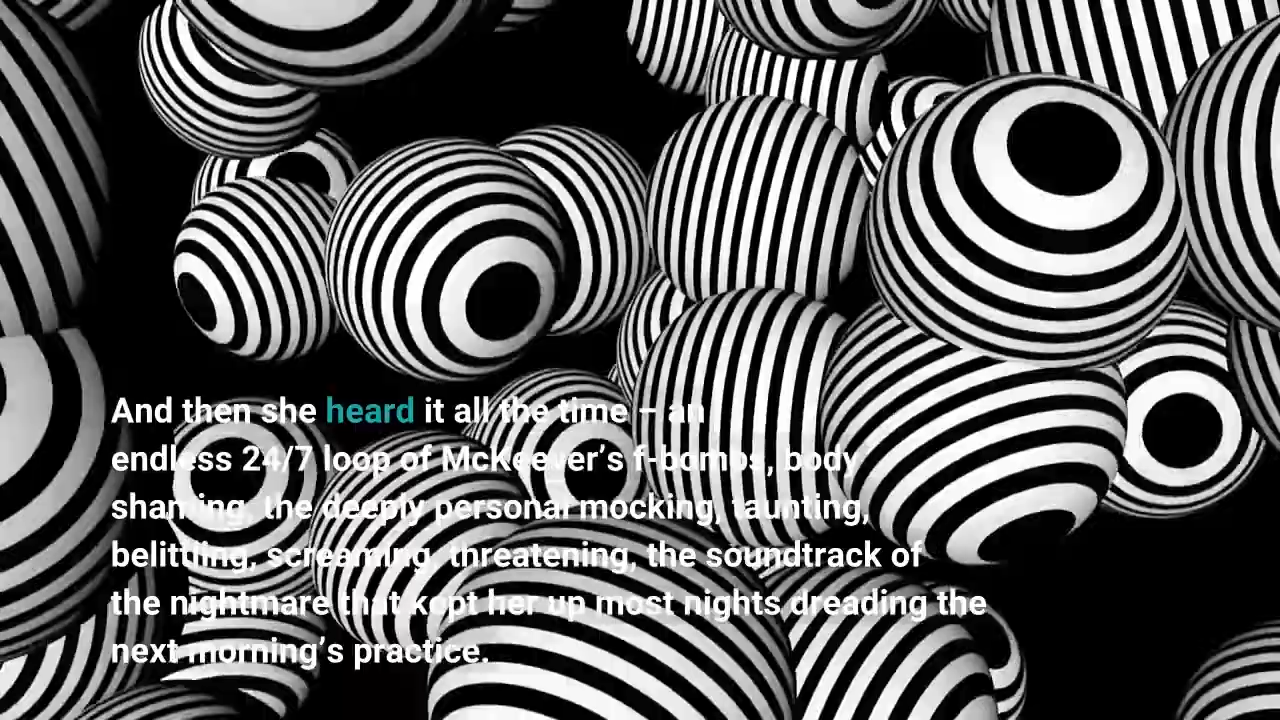 And then she heard it all the time – an
endless 24/7 loop of McKeever’s f-bombs, body
shaming, the deeply personal mocking, taunting,
belittling, screaming, threatening, the soundtrack of
the nightmare that kept her up most nights dreading the
next morning’s practice.